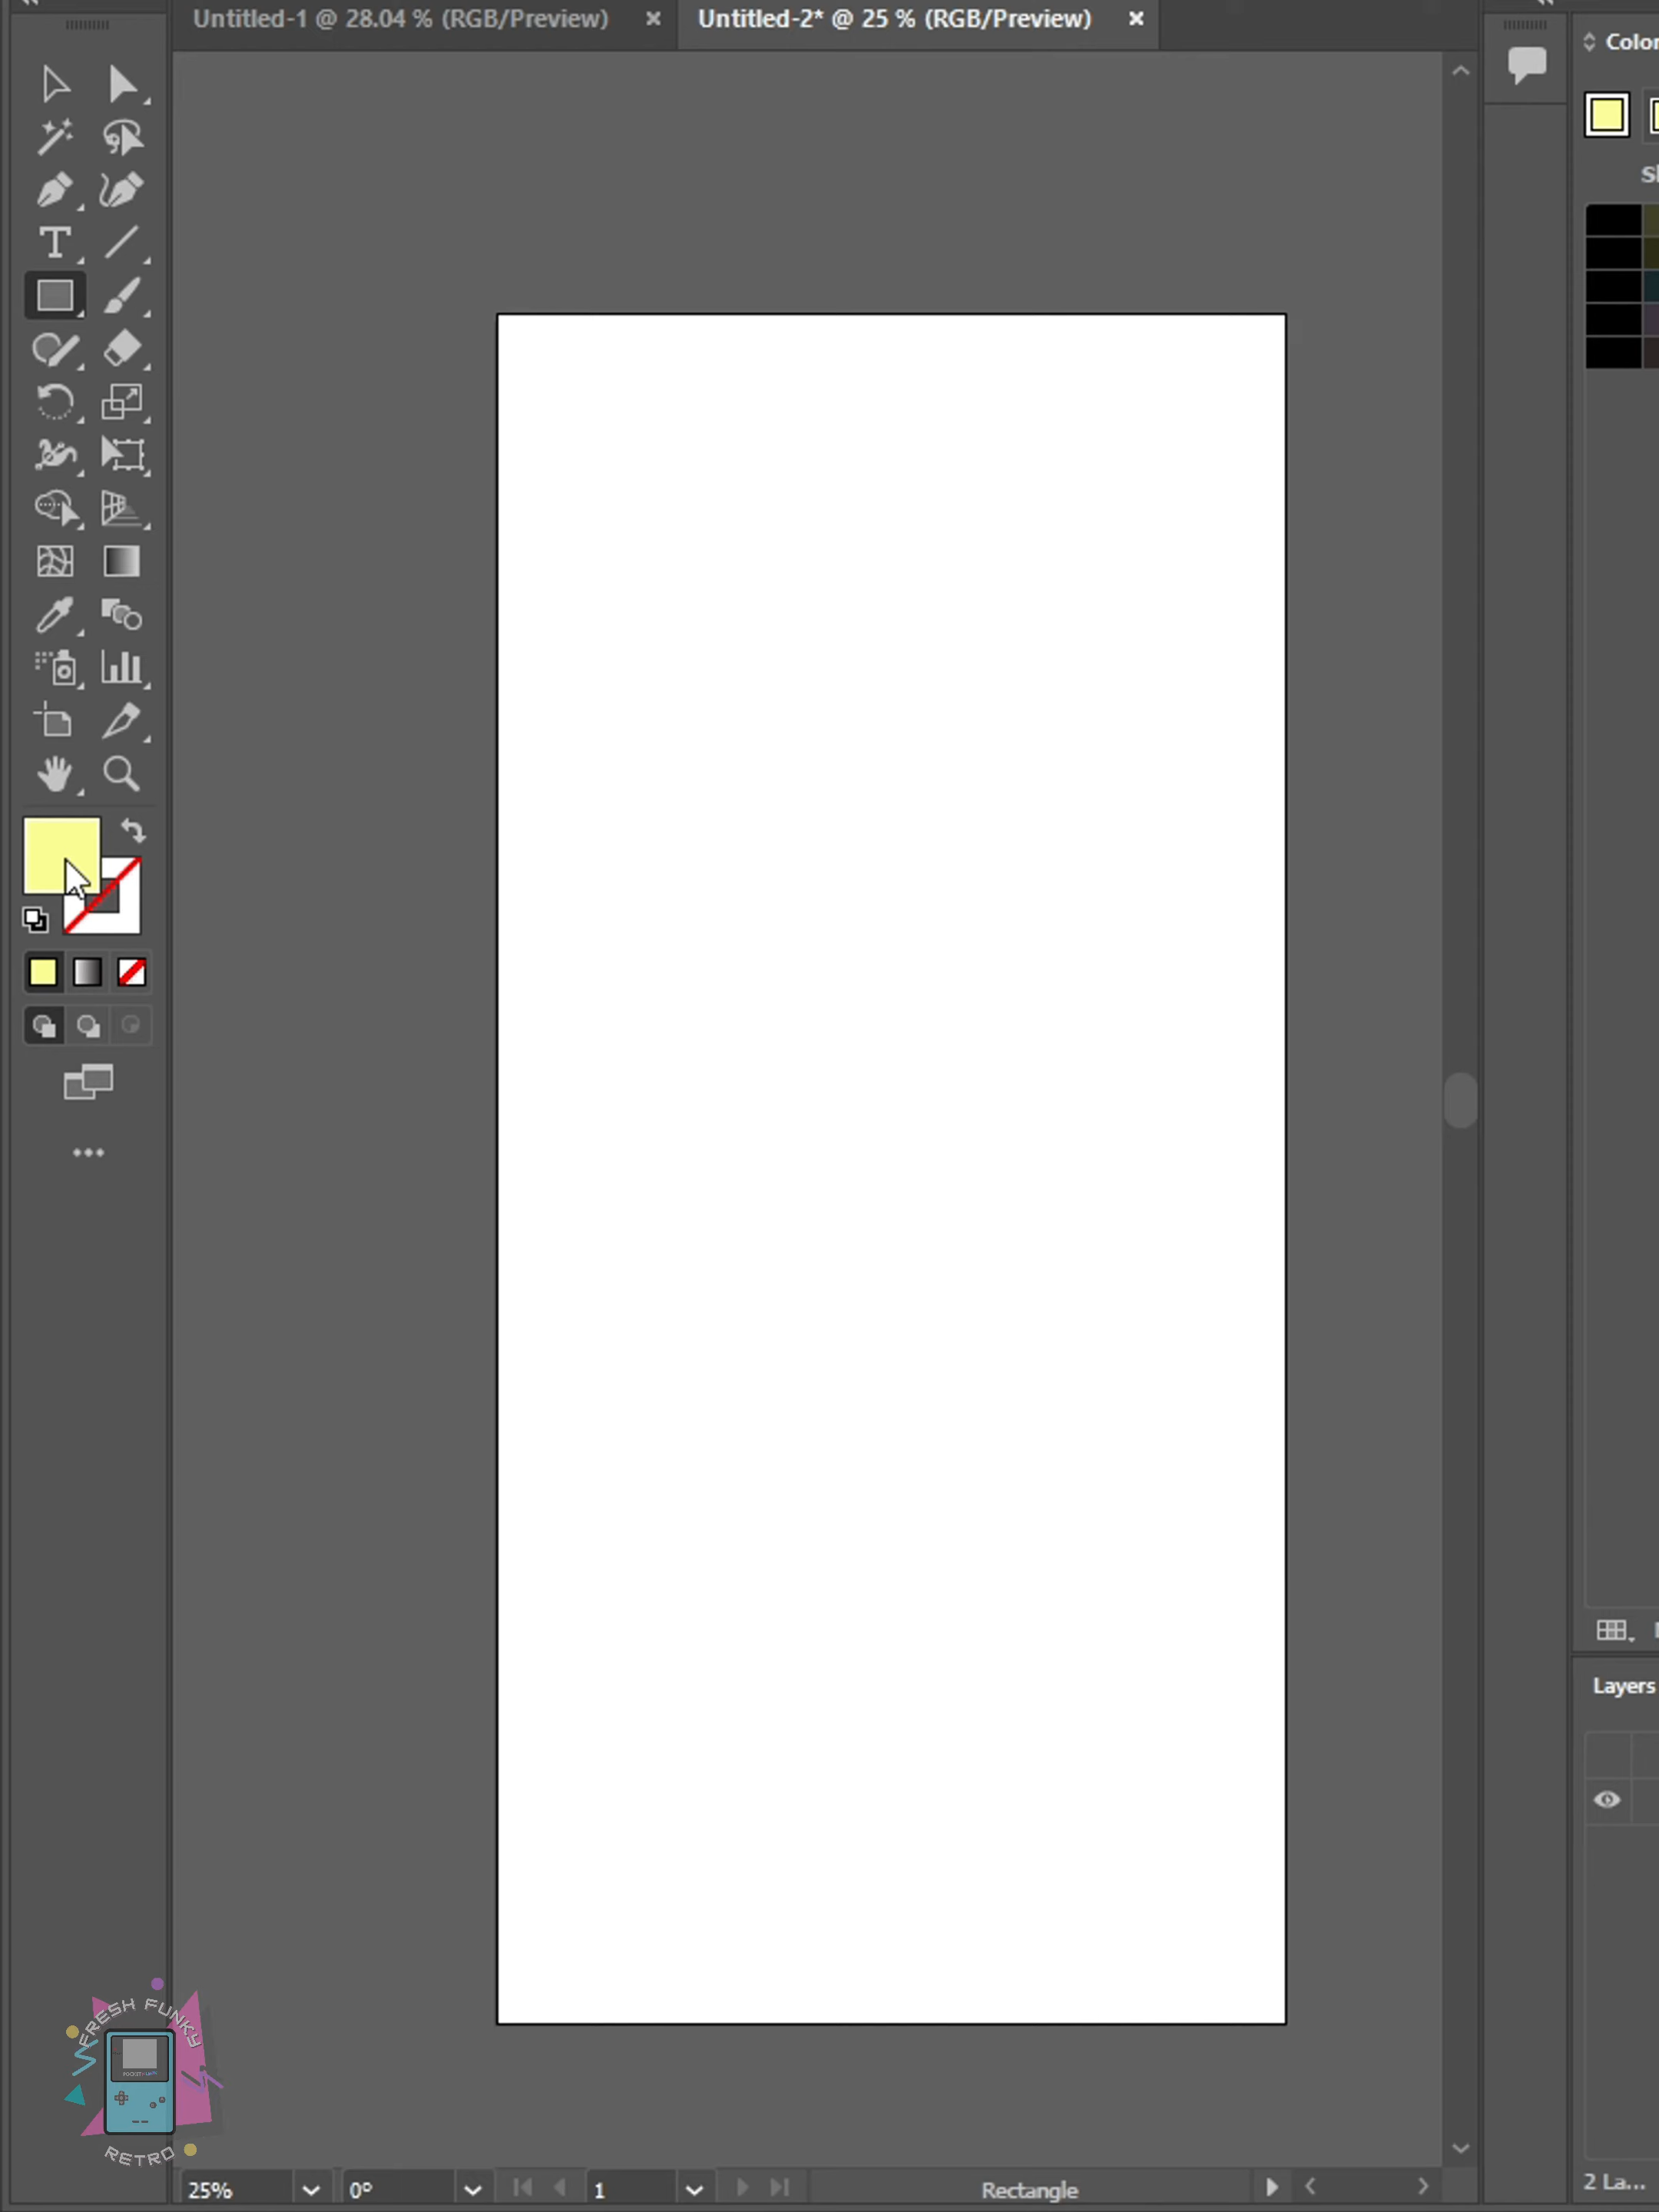 Untitled-1 @ 28.04 % (RGB/Preview)
Untitled-2* @ 25 % (RGB/Preview)
Color
Layers
FRESH FUNKY
RETRO
25%
0°
1
Rectangle
2 La...